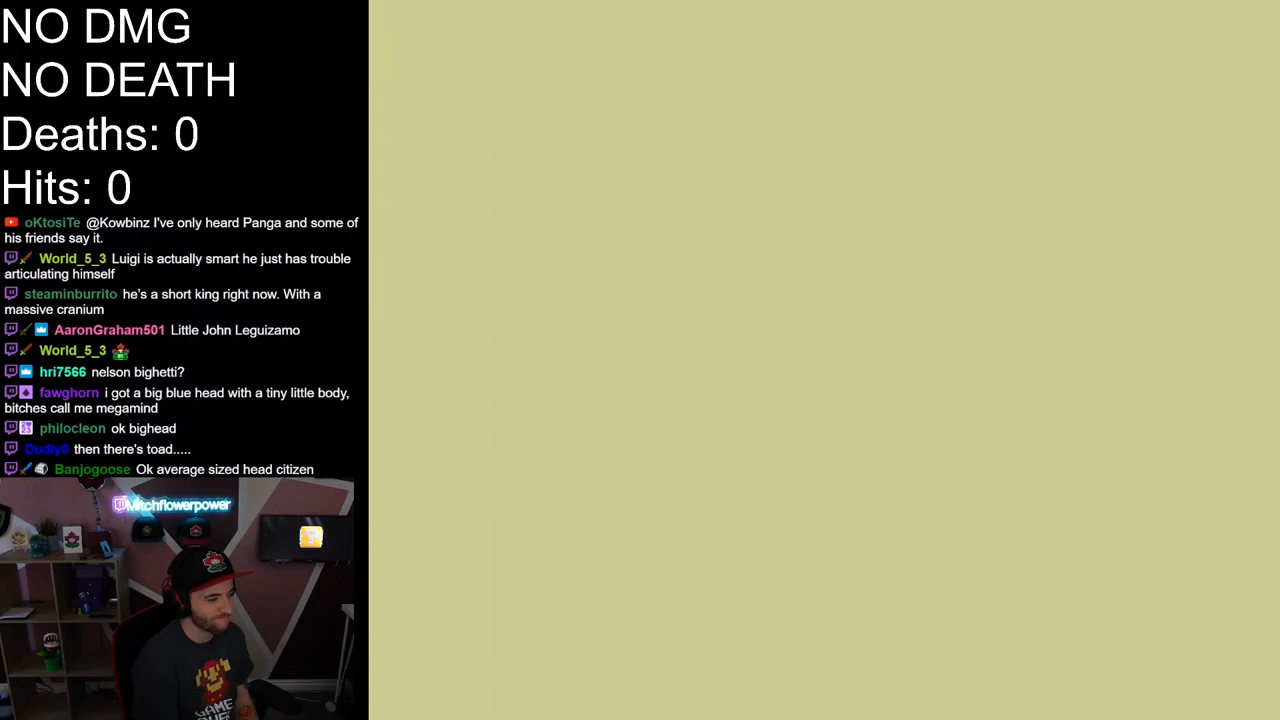 NO DMG
NO DEATH
Deaths: 0
Hits: 0
oKtosiTe @Kowbinz I've only heard Panga and some of
his friends say it.
World_5_3 Luigi is actually smart he just has trouble
articulating himself
steaminburrito he's a short king right now. With a
massive cranium
AaronGraham501 Little John Leguizamo
World_5_3
hri7566 nelson bighetti?
fawghorn i got a big blue head with a tiny little body,
bitches call me megamind
philocleon ok bighead
Dudly0 then there's toad.....
Banjogoose Ok average sized head citizen
Mitchflowerpower
?
GAME